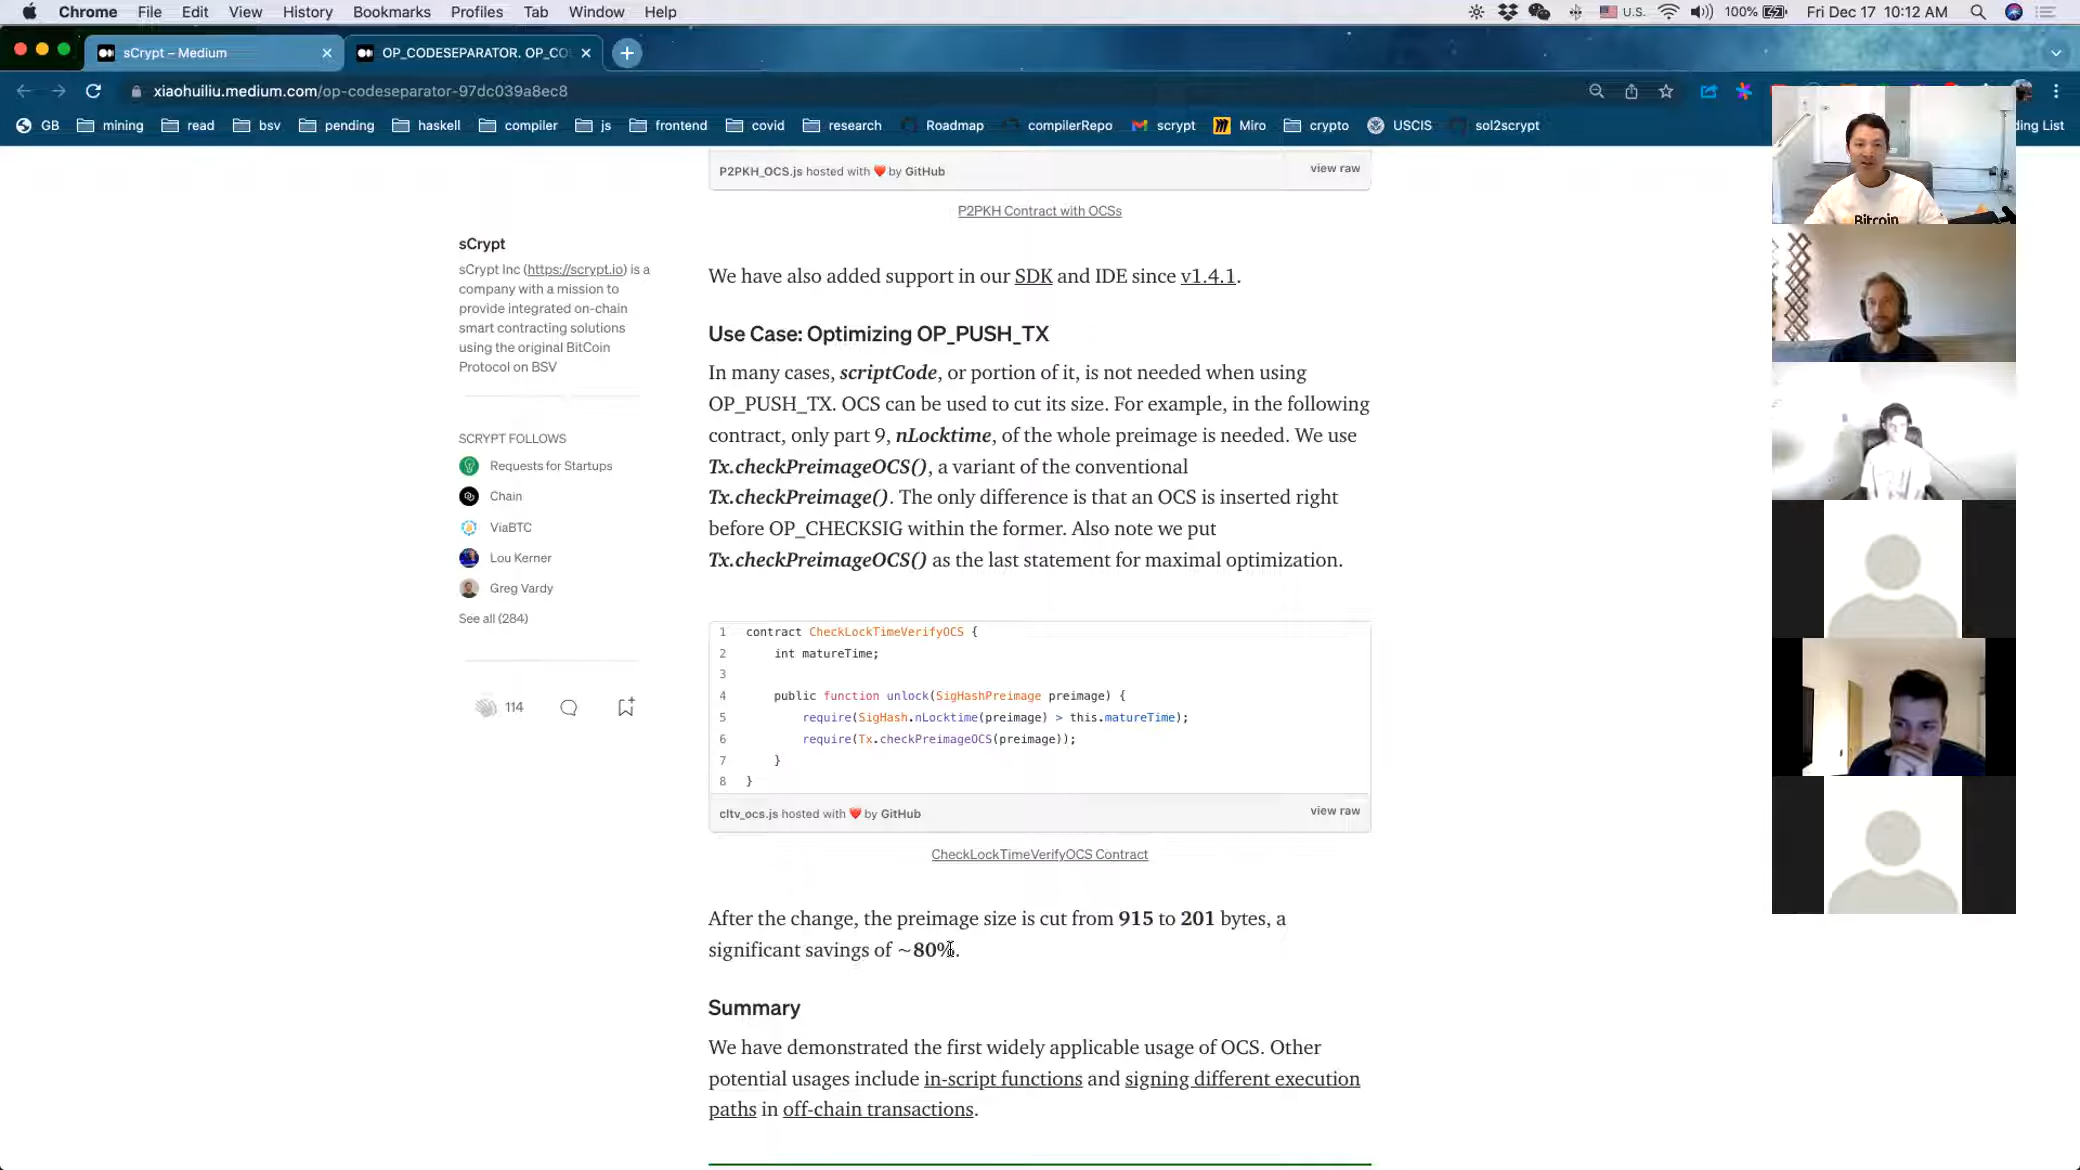 Chrome File Edit View History Bookmarks Profiles Tab Window Help
U.S. 100% Fri Dec 17 10:12 AM
sCrypt – Medium
OP_CODESEPARATOR. OP_CO
xiaohuiliu.medium.com/op-codeseparator-97dc039a8ec8
GB mining read bsv pending haskell compiler js frontend covid research Roadmap compilerRepo scrypt Miro crypto USCIS sol2scrypt ding List
P2PKH_OCS.js hosted with ❤ by GitHub view raw
P2PKH Contract with OCSs
sCrypt
sCrypt Inc (https://scrypt.io) is a
company with a mission to
provide integrated on-chain
smart contracting solutions
using the original BitCoin
Protocol on BSV
SCRYPT FOLLOWS
Requests for Startups
Chain
ViaBTC
Lou Kerner
Greg Vardy
See all (284)
114
We have also added support in our SDK and IDE since v1.4.1.
Use Case: Optimizing OP_PUSH_TX
In many cases, scriptCode, or portion of it, is not needed when using
OP_PUSH_TX. OCS can be used to cut its size. For example, in the following
contract, only part 9, nLocktime, of the whole preimage is needed. We use
Tx.checkPreimageOCS(), a variant of the conventional
Tx.checkPreimage(). The only difference is that an OCS is inserted right
before OP_CHECKSIG within the former. Also note we put
Tx.checkPreimageOCS() as the last statement for maximal optimization.
1 contract CheckLockTimeVerifyOCS {
2 int matureTime;
3
4 public function unlock(SigHashPreimage preimage) {
5 require(SigHash.nLocktime(preimage) > this.matureTime);
6 require(Tx.checkPreimageOCS(preimage));
7 }
8 }
cltv_ocs.js hosted with ❤ by GitHub view raw
CheckLockTimeVerifyOCS Contract
After the change, the preimage size is cut from 915 to 201 bytes, a
significant savings of ~80%.
Summary
We have demonstrated the first widely applicable usage of OCS. Other
potential usages include in-script functions and signing different execution
paths in off-chain transactions.
Bitcoin